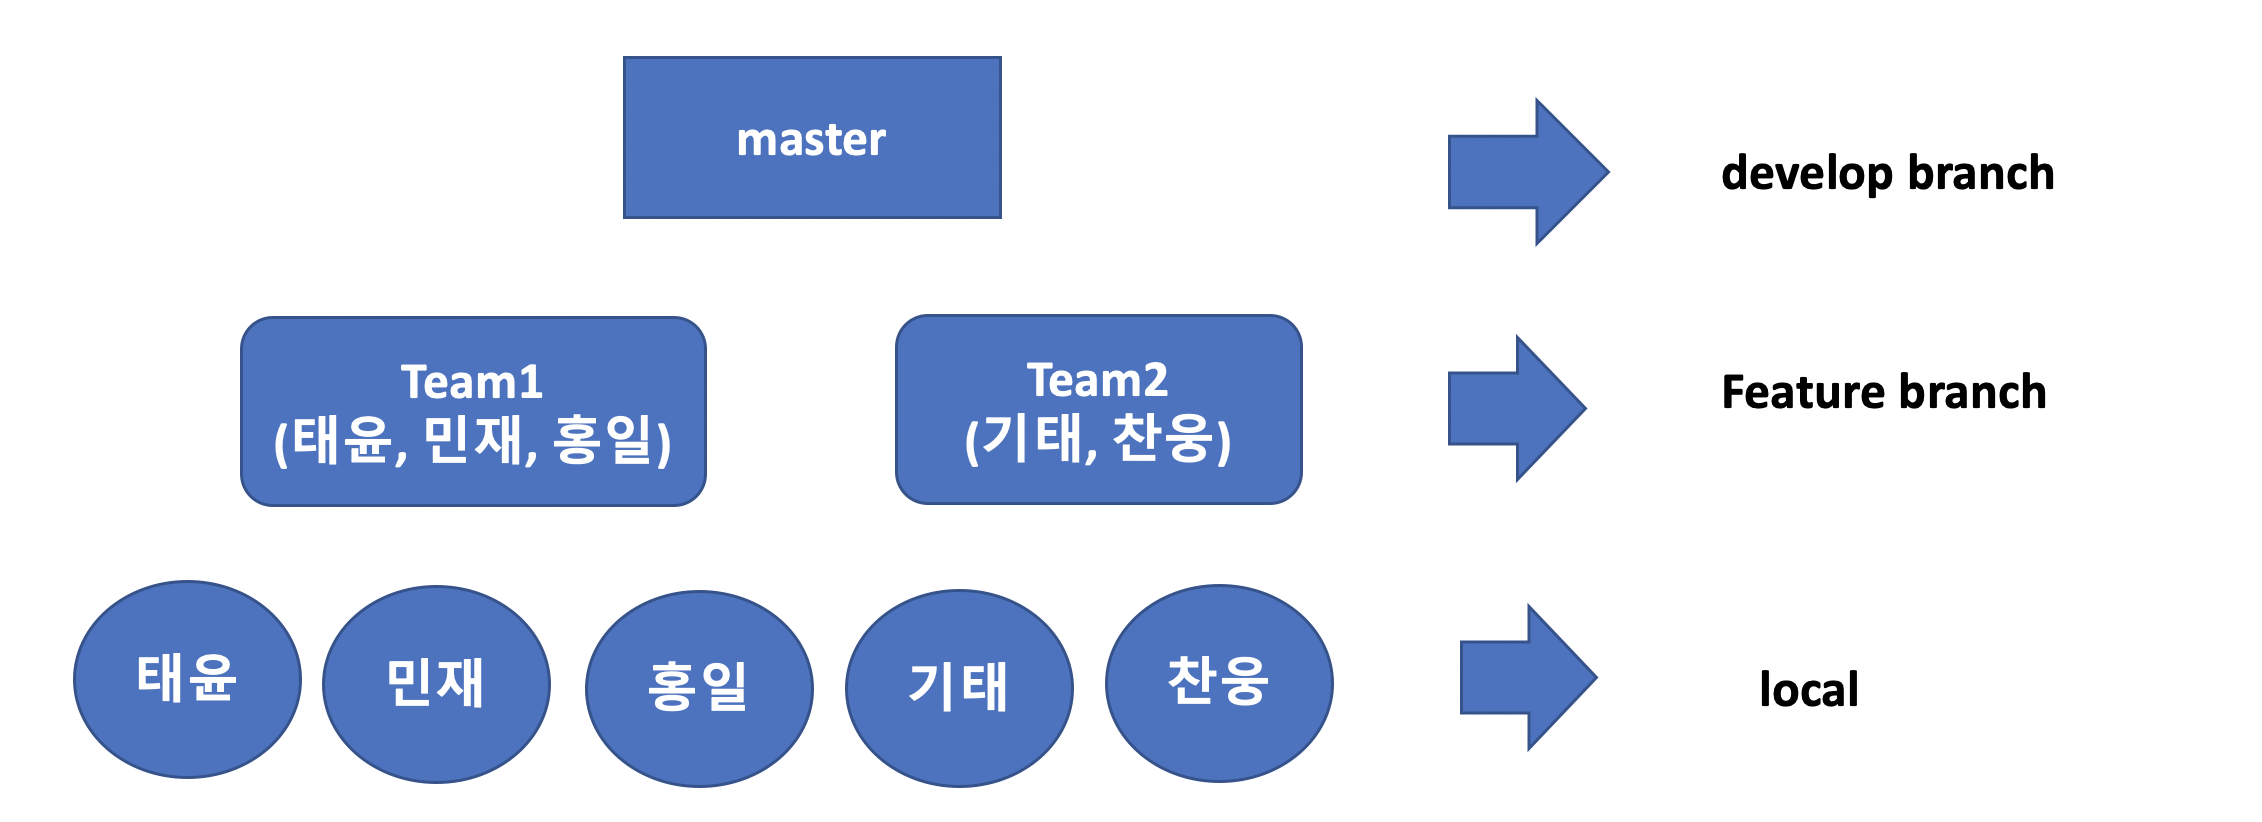 master
develop branch
Team1
(태윤, 민재, 홍일)
Team2
(기태, 찬웅)
Feature branch
태윤
민재
홍일
기태
찬웅
local